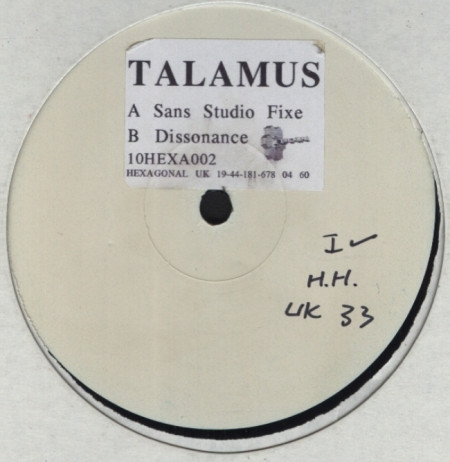 TALAMUS
A Sans Studio Fixe
B Dissonance
10HEXA002
HEXAGONAL UK 19-44-181-678 04 60
I ✓
H.H.
UK 33